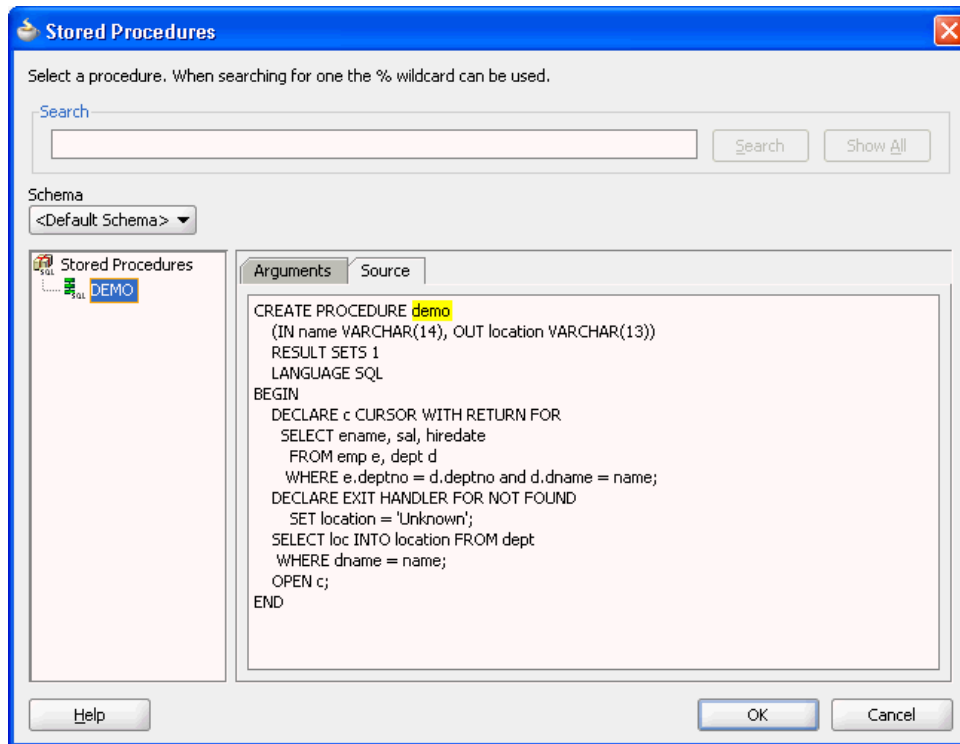 Stored Procedures
Select a procedure. When searching for one the % wildcard can be used.
Search
Search
Show All
Schema
<Default Schema>
Stored Procedures
DEMO
Arguments
Source
CREATE PROCEDURE demo
(IN name VARCHAR(14), OUT location VARCHAR(13))
RESULT SETS 1
LANGUAGE SQL
BEGIN
DECLARE c CURSOR WITH RETURN FOR
SELECT ename, sal, hiredate
FROM emp e, dept d
WHERE e.deptno = d.deptno and d.dname = name;
DECLARE EXIT HANDLER FOR NOT FOUND
SET location = 'Unknown';
SELECT loc INTO location FROM dept
WHERE dname = name;
OPEN c;
END
Help
OK
Cancel